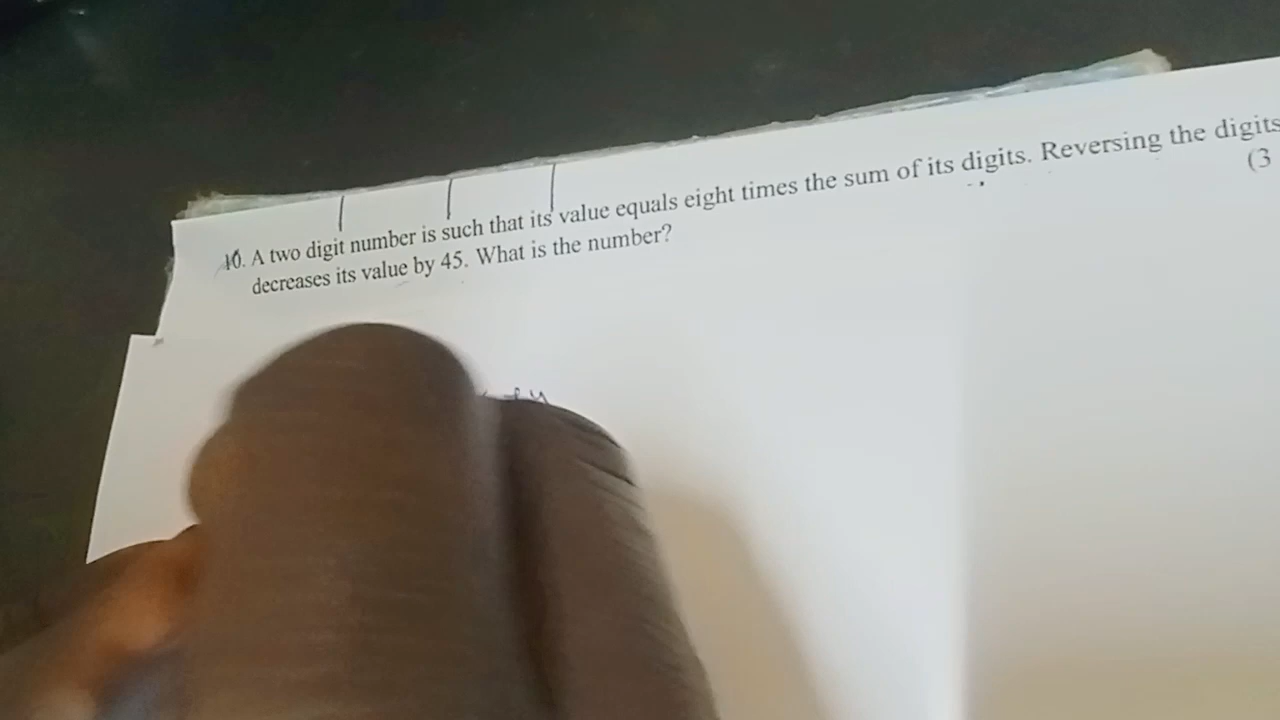 10. A two digit number is such that its value equals eight times the sum of its digits. Reversing the digits
(3
decreases its value by 45. What is the number?